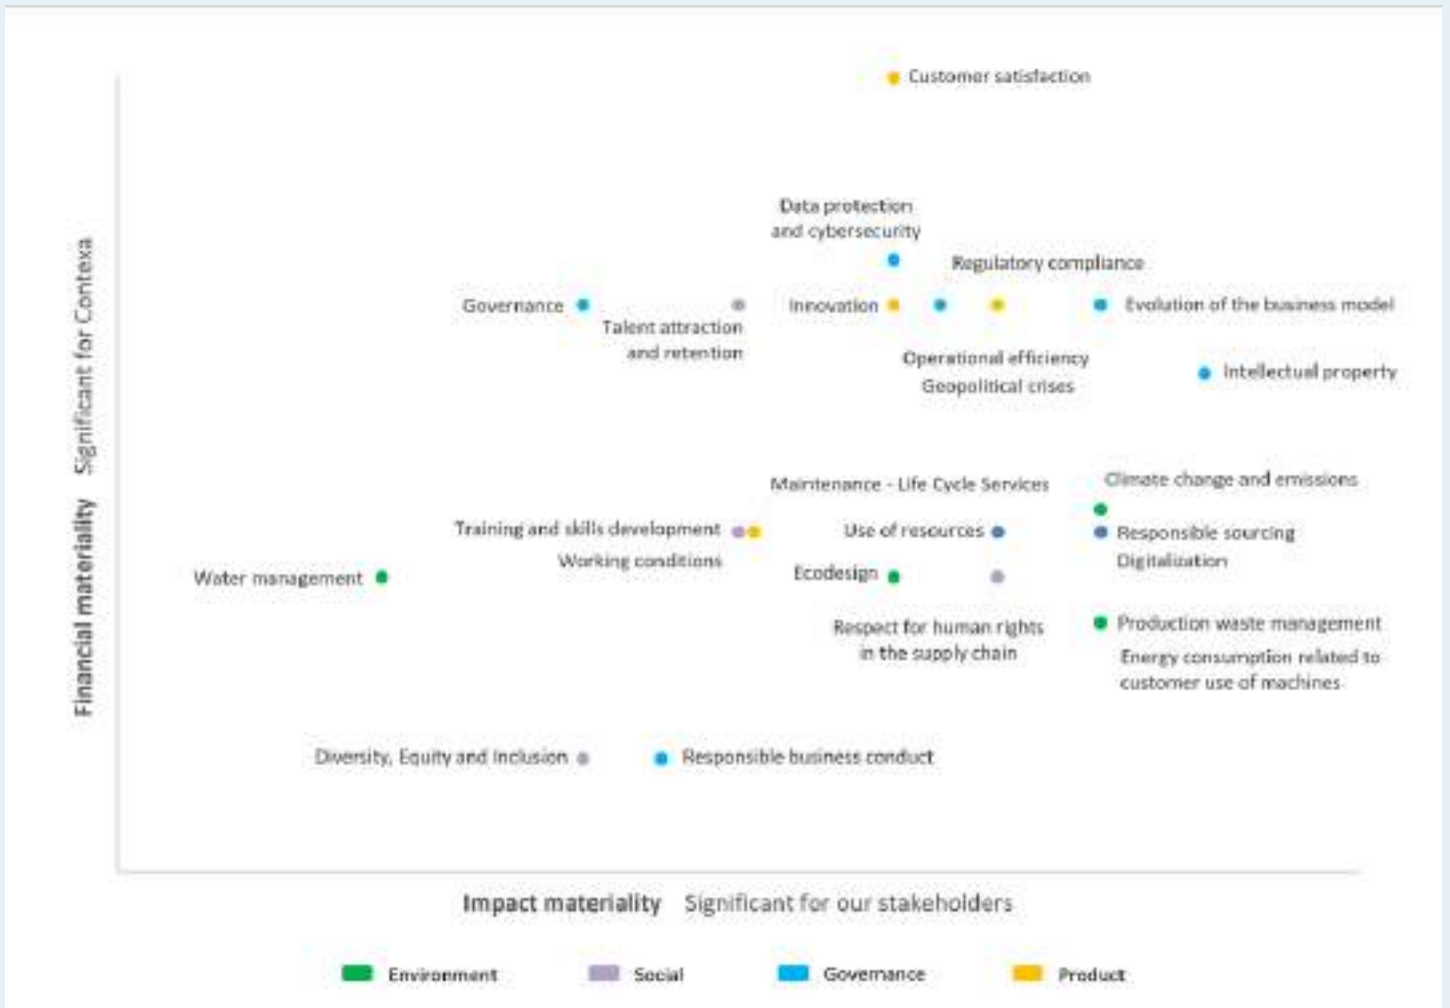 Customer satisfaction
Data protection
and cybersecurity
Regulatory compliance
Governance
Talent attraction
and retention
Innovation
Evolution of the business model
Operational efficiency
Geopolitical crises
Intellectual property
Maintenance - Life Cycle Services
Climate change and emissions
Training and skills development
Working conditions
Use of resources
Responsible sourcing
Digitalization
Water management
Ecodesign
Respect for human rights
in the supply chain
Production waste management
Energy consumption related to
customer use of machines
Diversity, Equity and Inclusion
Responsible business conduct
Financial materiality Significant for Contexa
Impact materiality Significant for our stakeholders
Environment
Social
Governance
Product